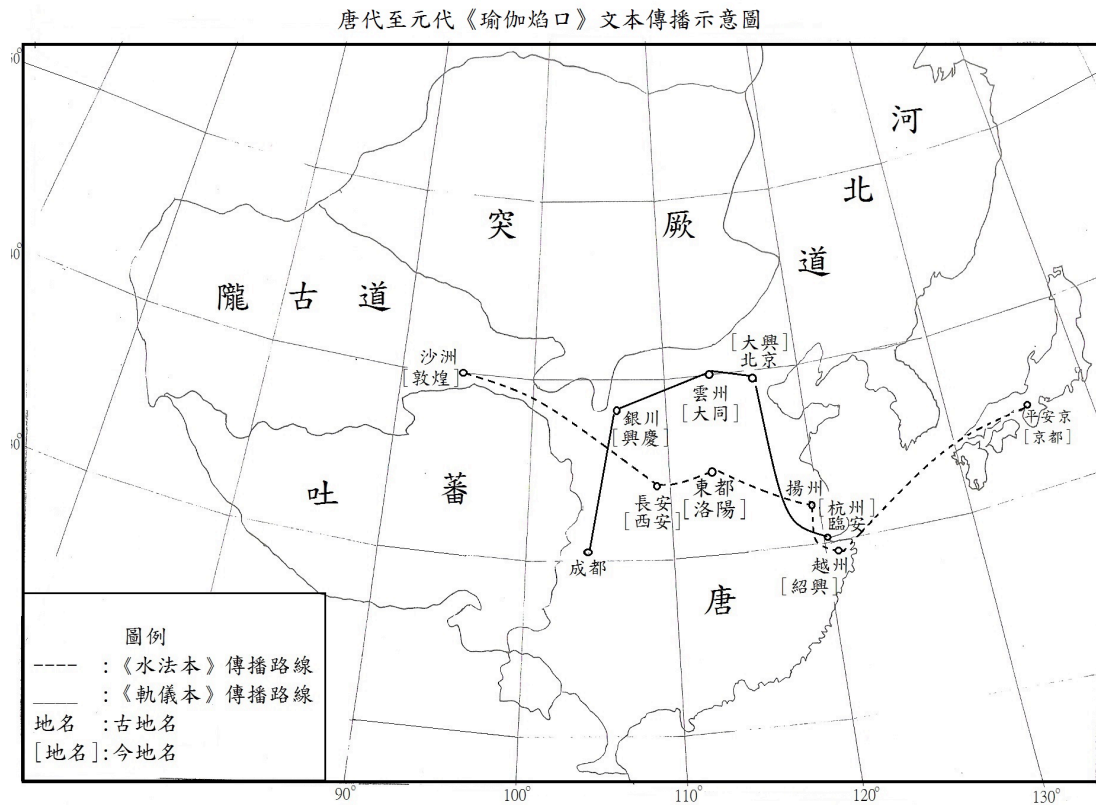 唐代至元代《瑜伽焰口》文本傳播示意圖
河
北
道
突 厥
隴 古 道
[大興]
北京
沙洲
[敦煌]
雲州
[大同]
銀川
[興慶]
平安京
[京都]
吐 蕃
長安
[西安]
東都
[洛陽]
揚州
[杭州]
臨安
成都
越州
[紹興]
唐
圖例
---- :《水法本》傳播路線
____ :《軌儀本》傳播路線
地名 :古地名
[地名]:今地名
90° 100° 110° 120° 130°